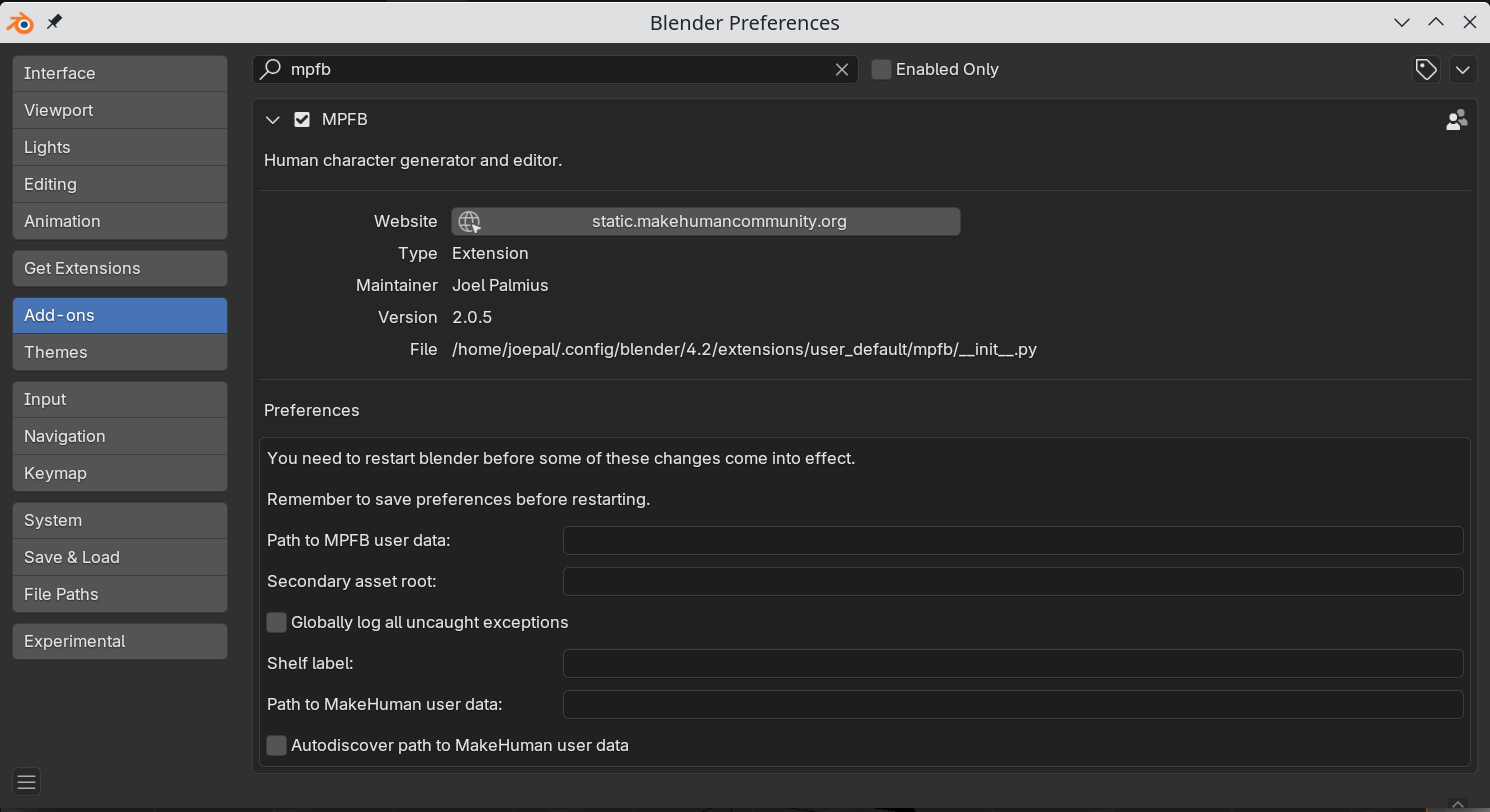 Blender Preferences
Interface
Viewport
Lights
Editing
Animation
Get Extensions
Add-ons
Themes
Input
Navigation
Keymap
System
Save & Load
File Paths
Experimental
mpfb
Enabled Only
MPFB
Human character generator and editor.
Website static.makehumancommunity.org
Type Extension
Maintainer Joel Palmius
Version 2.0.5
File /home/joepal/.config/blender/4.2/extensions/user_default/mpfb/__init__.py
Preferences
You need to restart blender before some of these changes come into effect.
Remember to save preferences before restarting.
Path to MPFB user data:
Secondary asset root:
Globally log all uncaught exceptions
Shelf label:
Path to MakeHuman user data:
Autodiscover path to MakeHuman user data